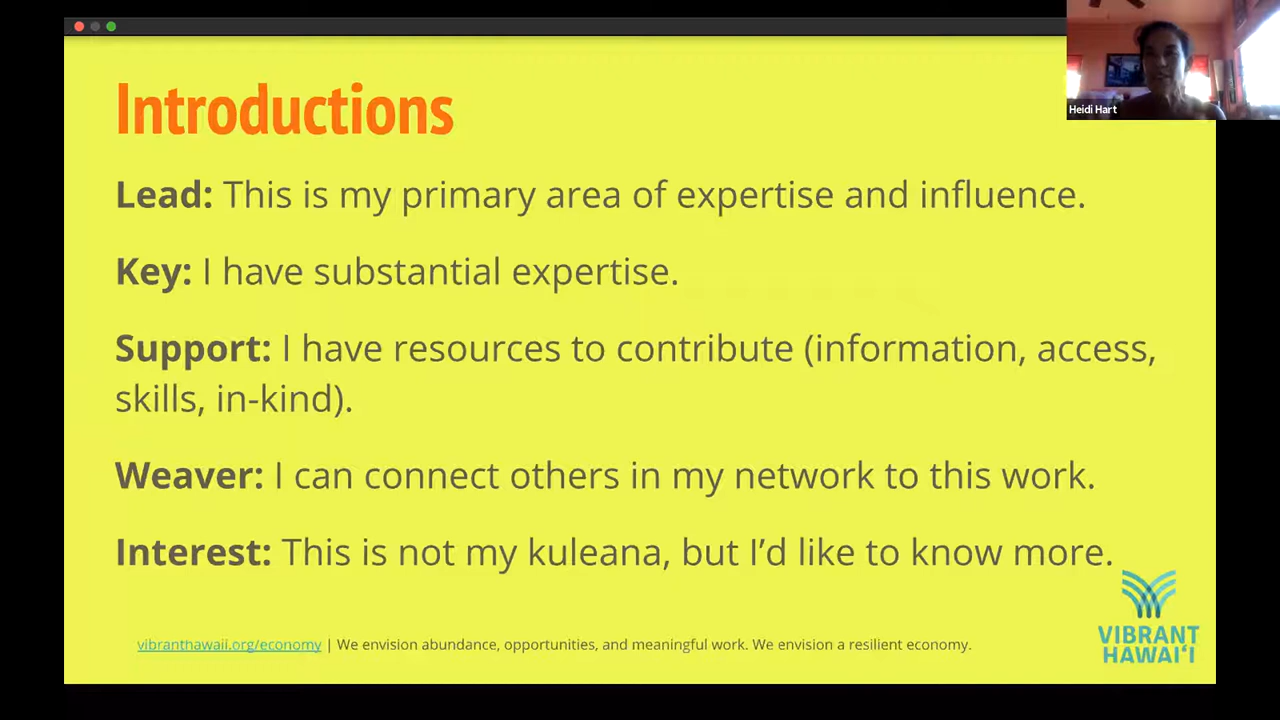 Introductions
Heidi Hart
Lead: This is my primary area of expertise and influence.
Key: I have substantial expertise.
Support: I have resources to contribute (information, access,
skills, in-kind).
Weaver: I can connect others in my network to this work.
Interest: This is not my kuleana, but I’d like to know more.
vibranthawaii.org/economy | We envision abundance, opportunities, and meaningful work. We envision a resilient economy.
VIBRANT
HAWAIʻI